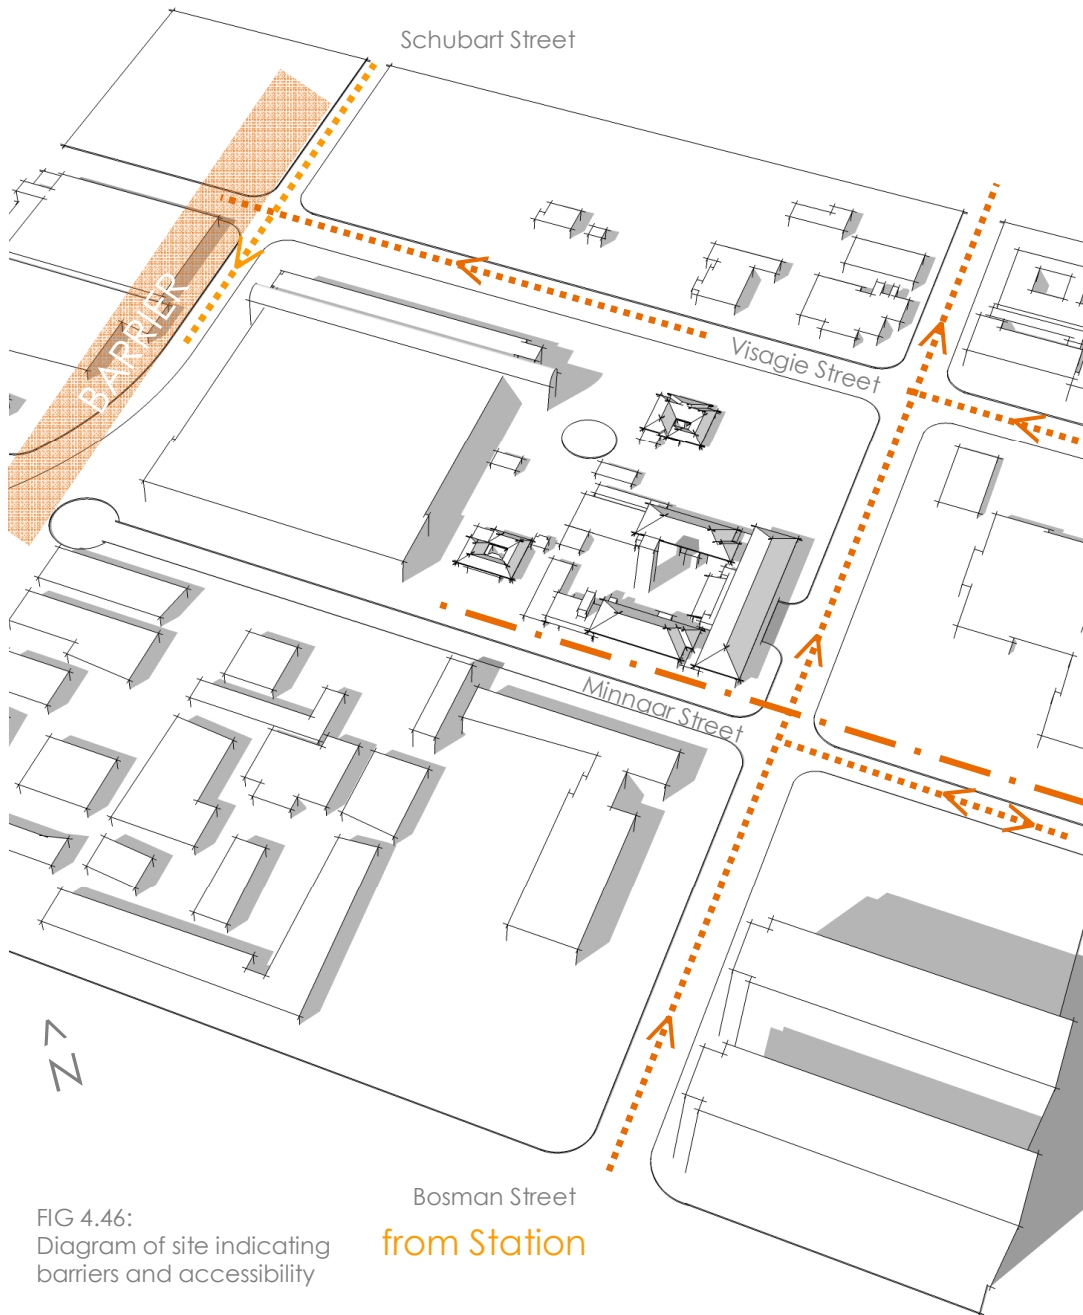 Schubart Street
BARRIER
Visagie Street
Minnaar Street
N
Bosman Street
from Station
FIG 4.46:
Diagram of site indicating
barriers and accessibility